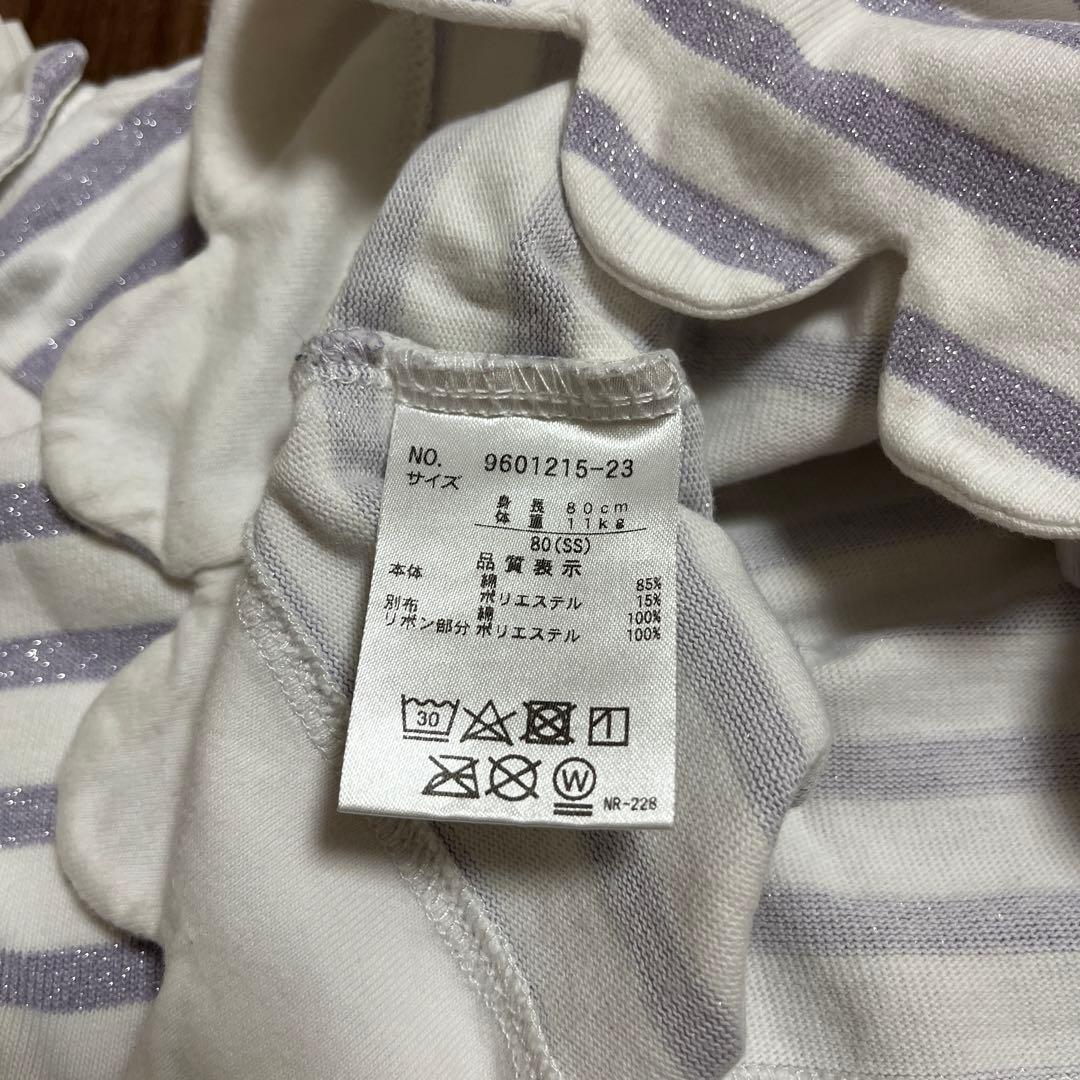 NO. 9601215-23
サイズ
身長 80cm
体重 11kg
80(SS)
品質表示
本体 綿 85%
ポリエステル 15%
別布 綿 100%
リボン部分 ポリエステル 100%
30
W
NR-228